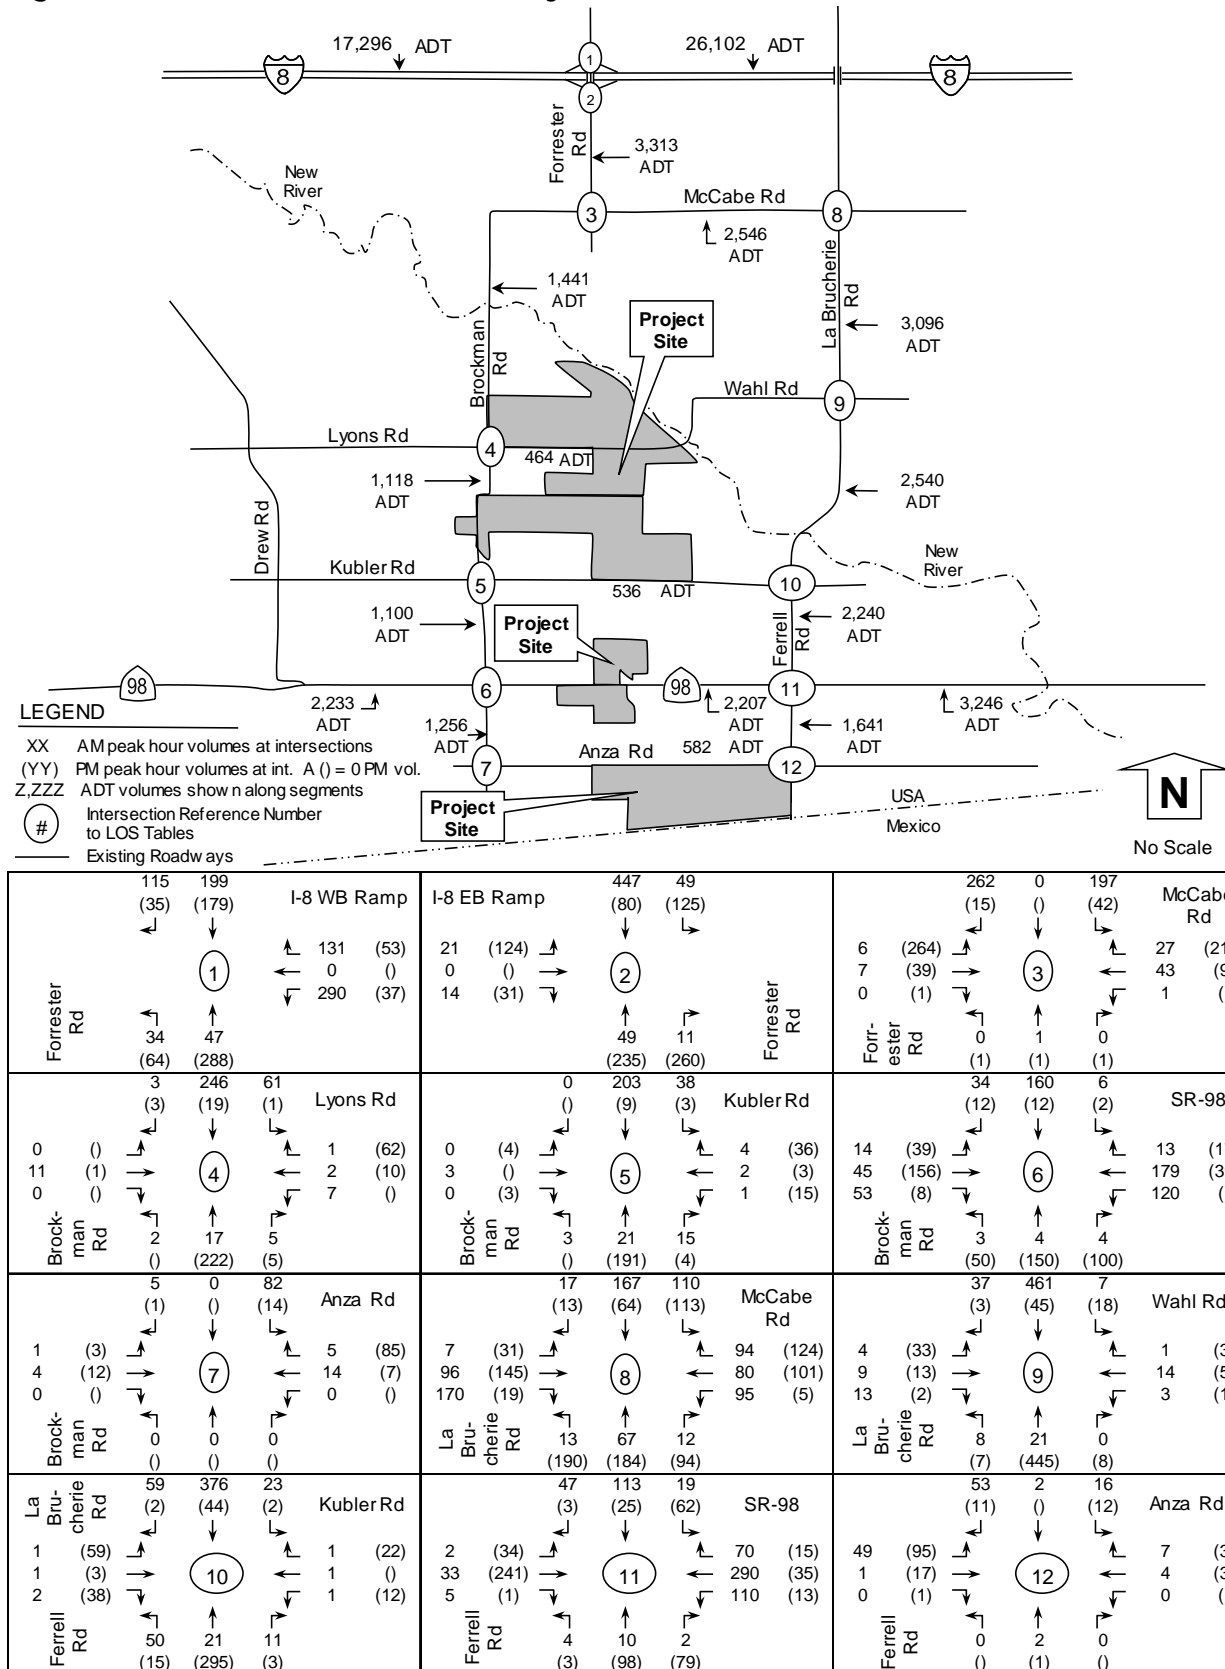 17,296 ADT
26,102 ADT
8
8
1
2
Forrester
Rd
3,313
ADT
New
River
McCabe Rd
3
8
2,546
ADT
1,441
ADT
La Brucherie
Rd
Project
Site
3,096
ADT
Brockman
Rd
Wahl Rd
9
Lyons Rd
4
464 ADT
1,118
ADT
2,540
ADT
Drew Rd
New
River
Kubler Rd
5
10
536 ADT
1,100
ADT
Project
Site
2,240
ADT
Ferrell
Rd
98
6
98
11
2,233
ADT
2,207
ADT
3,246
ADT
LEGEND
1,256
ADT
ADT
1,641
ADT
XX AM peak hour volumes at intersections
Anza Rd 582
(YY) PM peak hour volumes at int. A () = 0 PM vol.
7
12
Z,ZZZ ADT volumes shown along segments
# Intersection Reference Number
to LOS Tables
Existing Roadways
Project
Site
USA
Mexico
N
No Scale
115 199
(35) (179)
I-8 WB Ramp
131 (53)
0 ()
290 (37)
1
Forrester
Rd
34 47
(64) (288)
I-8 EB Ramp
447 49
(80) (125)
21 (124)
0 ()
14 (31)
2
49 11
(235) (260)
Forrester
Rd
262 0 197
(15) () (42)
Rd
6 (264)
7 (39)
0 (1)
3
27
43
1
Forr-
ester
Rd
0 1 0
(1) (1) (1)
3 246 61
(3) (19) (1)
Lyons Rd
0 ()
11 (1)
0 ()
4
1 (62)
2 (10)
7 ()
Brock-
man
Rd
2 17 5
() (222) (5)
0 203 38
() (9) (3)
Kubler Rd
0 (4)
3 ()
0 (3)
5
4 (36)
2 (3)
1 (15)
Brock-
man
Rd
3 21 15
() (191) (4)
34 160 6
(12) (12) (2)
SR-98
14 (39)
45 (156)
53 (8)
6
13
179
120
Brock-
man
Rd
3 4 4
(50) (150) (100)
5 0 82
(1) () (14)
Anza Rd
1 (3)
4 (12)
0 ()
7
5 (85)
14 (7)
0 ()
Brock-
man
Rd
0 0 0
() () ()
17 167 110
(13) (64) (113)
McCabe
Rd
7 (31)
96 (145)
170 (19)
8
94 (124)
80 (101)
95 (5)
La
Bru-
cherie
Rd
13 67 12
(190) (184) (94)
37 461 7
(3) (45) (18)
Wahl Rd
4 (33)
9 (13)
13 (2)
9
1
14
3
La
Bru-
cherie
Rd
8 21 0
(7) (445) (8)
La
Bru-
cherie
Rd
59 376 23
(2) (44) (2)
Kubler Rd
1 (59)
1 (3)
2 (38)
10
1 (22)
1 ()
1 (12)
Ferrell
Rd
50 21 11
(15) (295) (3)
47 113 19
(3) (25) (62)
SR-98
2 (34)
33 (241)
5 (1)
11
70 (15)
290 (35)
110 (13)
Ferrell
Rd
4 10 2
(3) (98) (79)
53 2 16
(11) () (12)
Anza Rd
49 (95)
1 (17)
0 (1)
12
7
4
0
Ferrell
Rd
0 2 0
() (1) ()